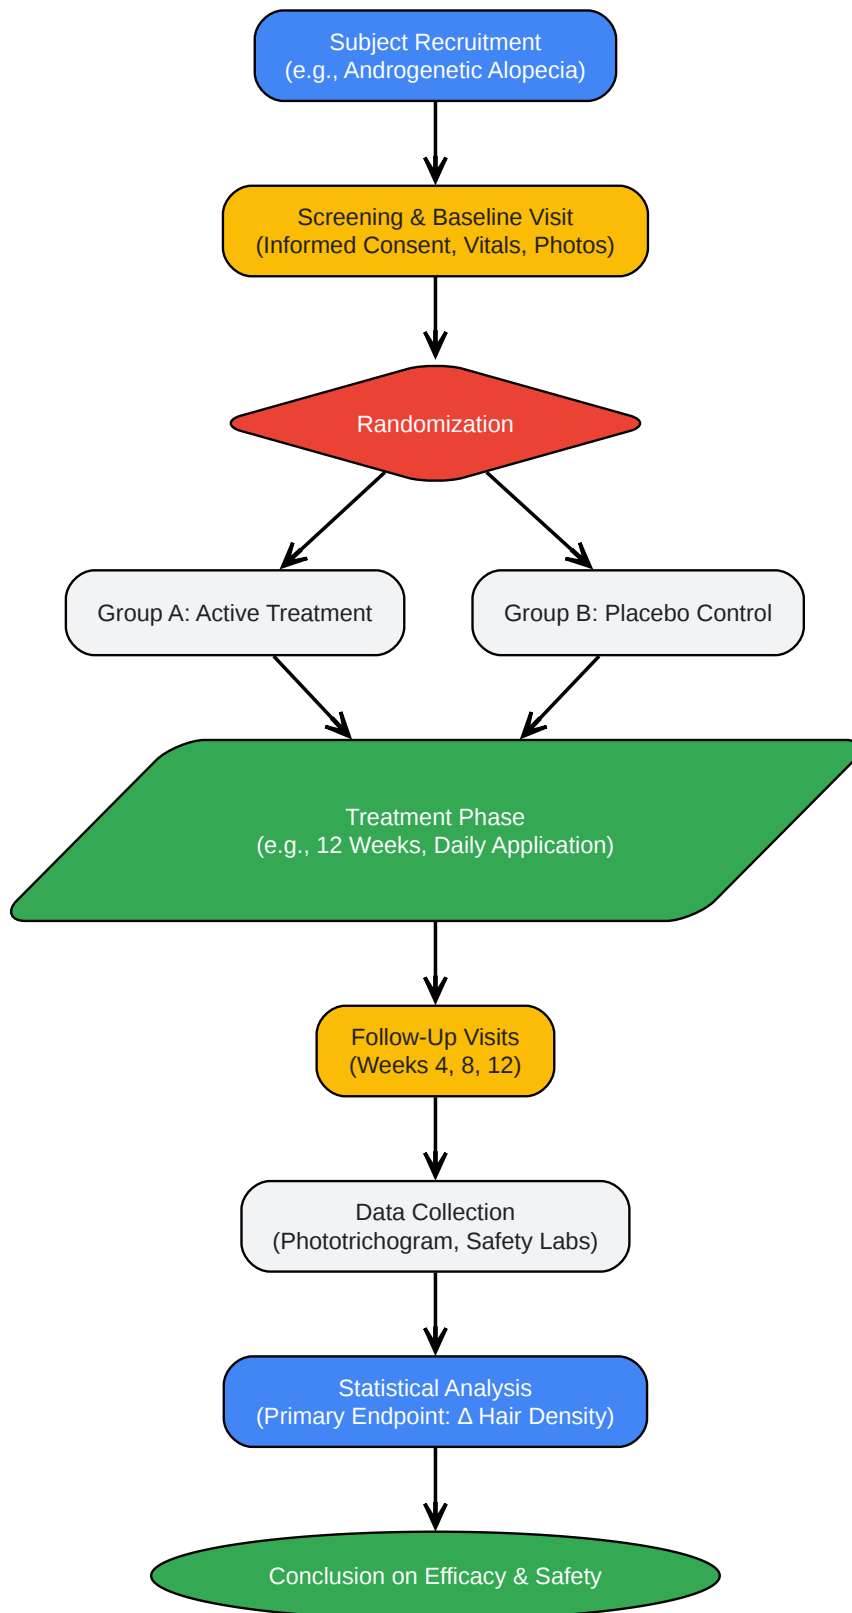 Subject Recruitment
(e.g., Androgenetic Alopecia)
Screening & Baseline Visit
(Informed Consent, Vitals, Photos)
Randomization
Group A: Active Treatment
Group B: Placebo Control
Treatment Phase
(e.g., 12 Weeks, Daily Application)
Follow-Up Visits
(Weeks 4, 8, 12)
Data Collection
(Phototrichogram, Safety Labs)
Statistical Analysis
(Primary Endpoint: Δ Hair Density)
Conclusion on Efficacy & Safety